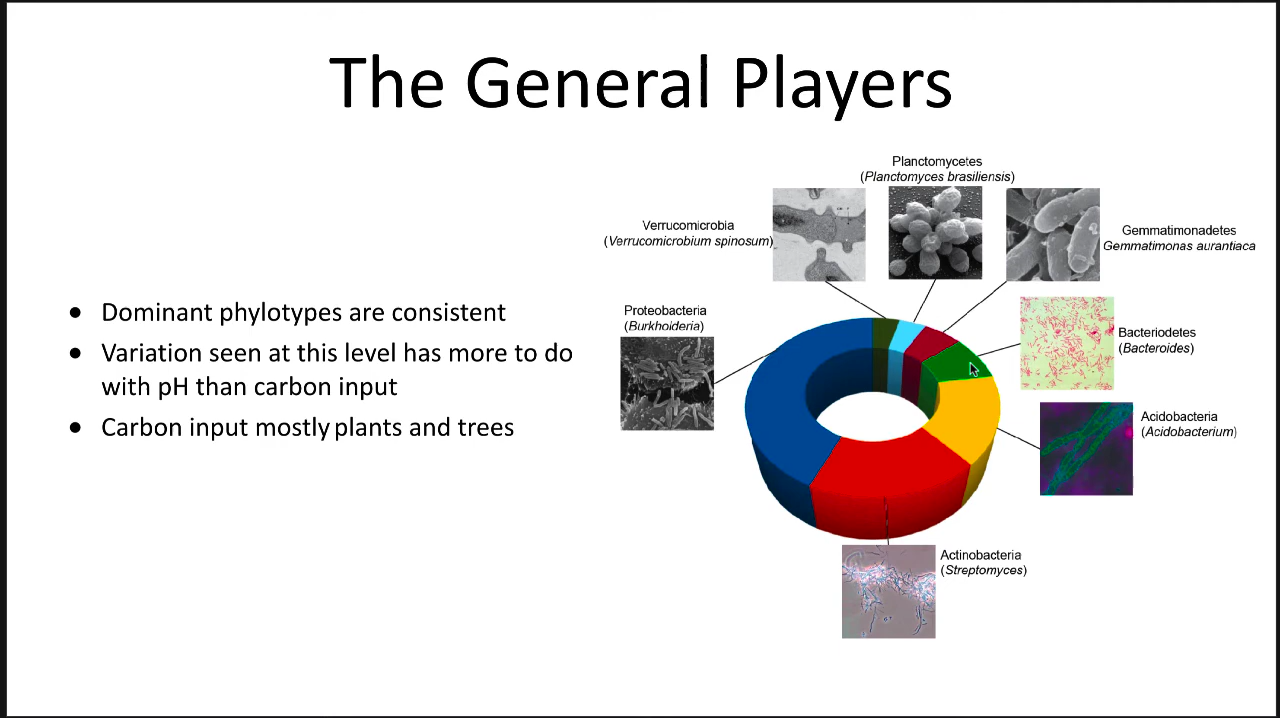 The General Players
• Dominant phylotypes are consistent
• Variation seen at this level has more to do
with pH than carbon input
• Carbon input mostly plants and trees
Planctomycetes
(Planctomyces brasiliensis)
Verrucomicrobia
(Verrucomicrobium spinosum)
Gemmatimonadetes
Gemmatimonas aurantiaca
Proteobacteria
(Burkhoideria)
Bacteriodetes
(Bacteroides)
Acidobacteria
(Acidobacterium)
Actinobacteria
(Streptomyces)